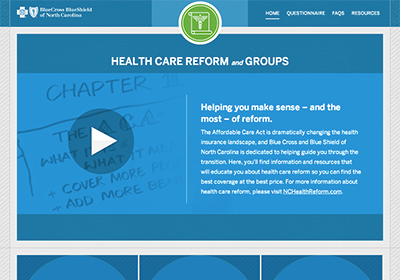 BlueCross BlueShield
of North Carolina
HOME QUESTIONNAIRE FAQS RESOURCES
HEALTH CARE REFORM and GROUPS
CHAPTER 1
THE ACA
WHAT
WHAT IT MEA
+ COVER MORE
+ ADD MORE BEN
Helping you make sense – and the
most – of reform.
The Affordable Care Act is dramatically changing the health
insurance landscape, and Blue Cross and Blue Shield of
North Carolina is dedicated to helping guide you through the
transition. Here, you'll find information and resources that
will educate you about health care reform so you can find the
best coverage at the best price. For more information about
health care reform, please visit NCHealthReform.com.